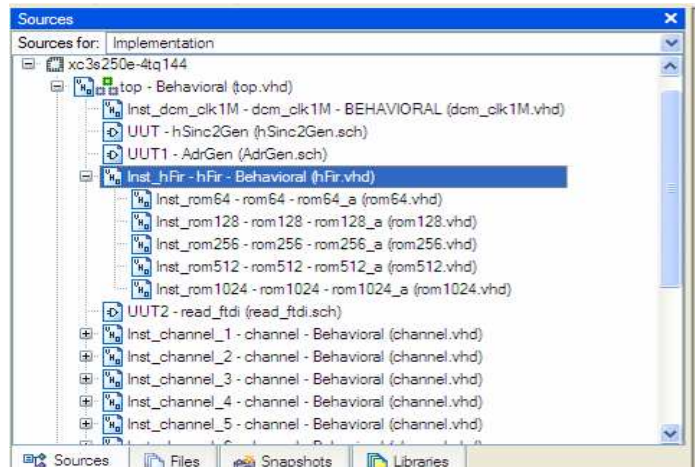 Sources
Sources for: Implementation
xc3s250e-4tq144
top - Behavioral (top.vhd)
Inst_dcm_clk1M - dcm_clk1M - BEHAVIORAL (dcm_clk1M.vhd)
UUT - hSinc2Gen (hSinc2Gen.sch)
UUT1 - AdrGen (AdrGen.sch)
Inst_hFir - hFir - Behavioral (hFir.vhd)
Inst_rom64 - rom64 - rom64_a (rom64.vhd)
Inst_rom128 - rom128 - rom128_a (rom128.vhd)
Inst_rom256 - rom256 - rom256_a (rom256.vhd)
Inst_rom512 - rom512 - rom512_a (rom512.vhd)
Inst_rom1024 - rom1024 - rom1024_a (rom1024.vhd)
UUT2 - read_ftdi (read_ftdi.sch)
Inst_channel_1 - channel - Behavioral (channel.vhd)
Inst_channel_2 - channel - Behavioral (channel.vhd)
Inst_channel_3 - channel - Behavioral (channel.vhd)
Inst_channel_4 - channel - Behavioral (channel.vhd)
Inst_channel_5 - channel - Behavioral (channel.vhd)
Sources Files Snapshots Libraries